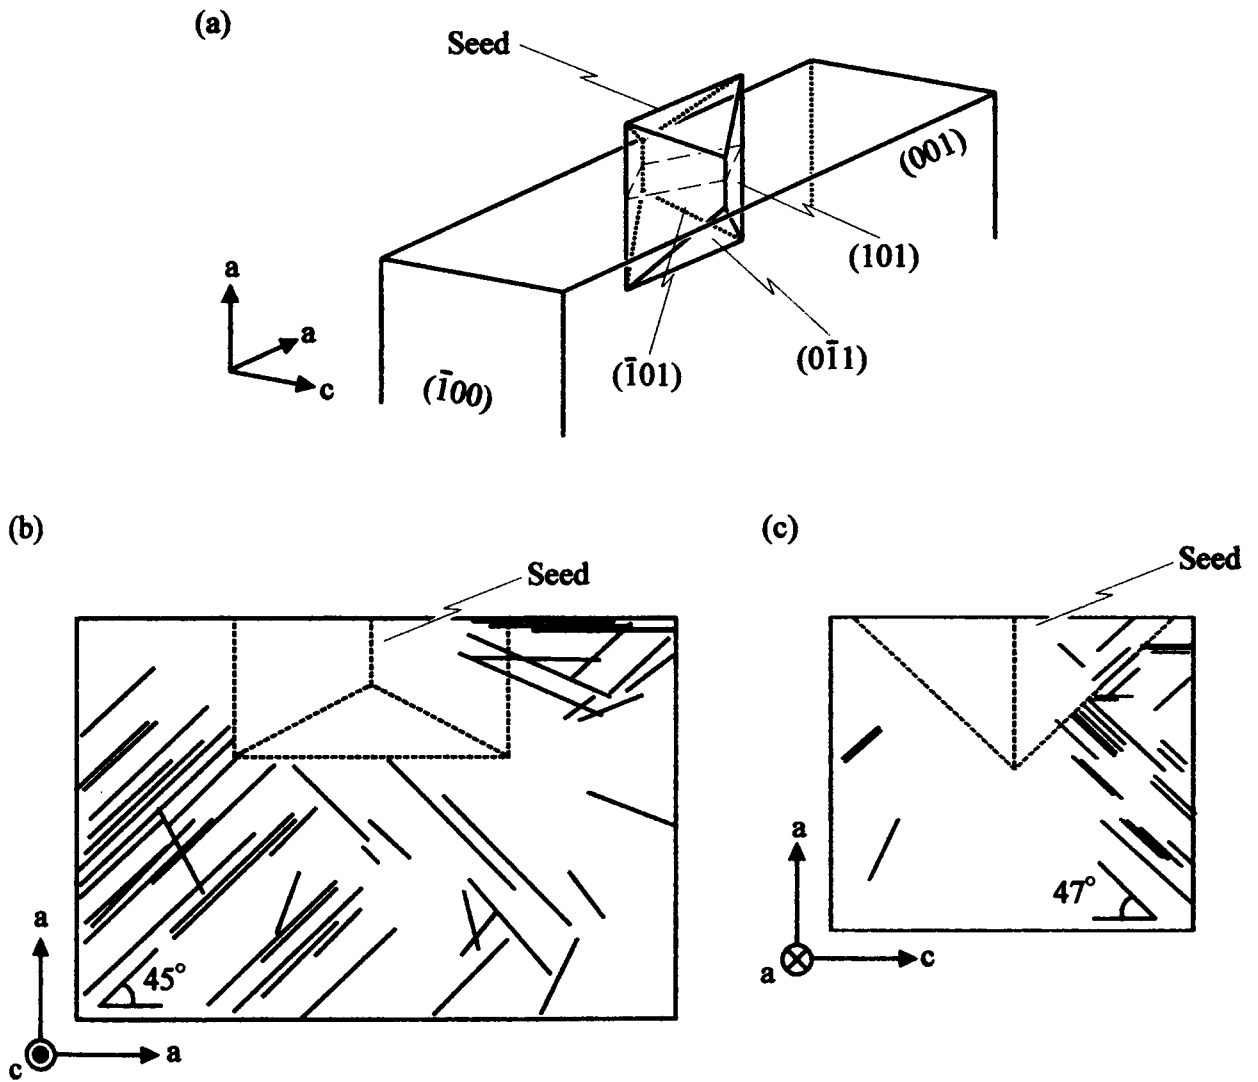 (a)
Seed
(001)
(101)
(01̄1)
(1̄01)
(1̄00)
a
a
c
(b)
Seed
45°
a
a
c
(c)
Seed
47°
a
a
c